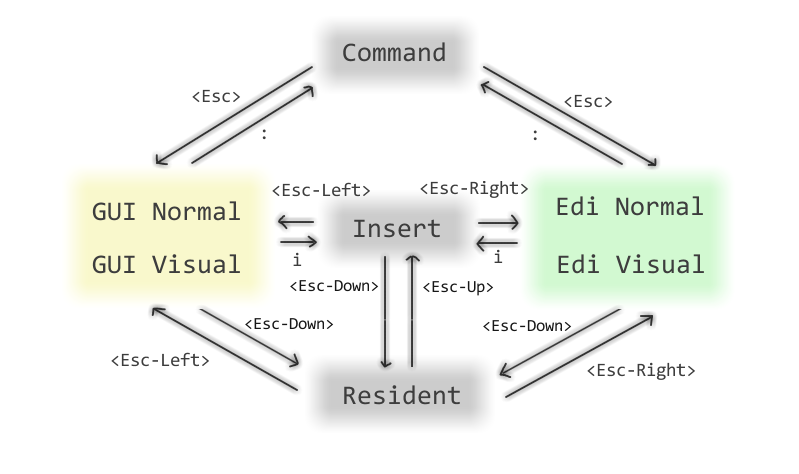 Command
<Esc>
<Esc>
:
:
<Esc-Left>
<Esc-Right>
GUI Normal
Edi Normal
Insert
i
i
GUI Visual
Edi Visual
<Esc-Down>
<Esc-Up>
<Esc-Down>
<Esc-Down>
<Esc-Left>
<Esc-Right>
Resident